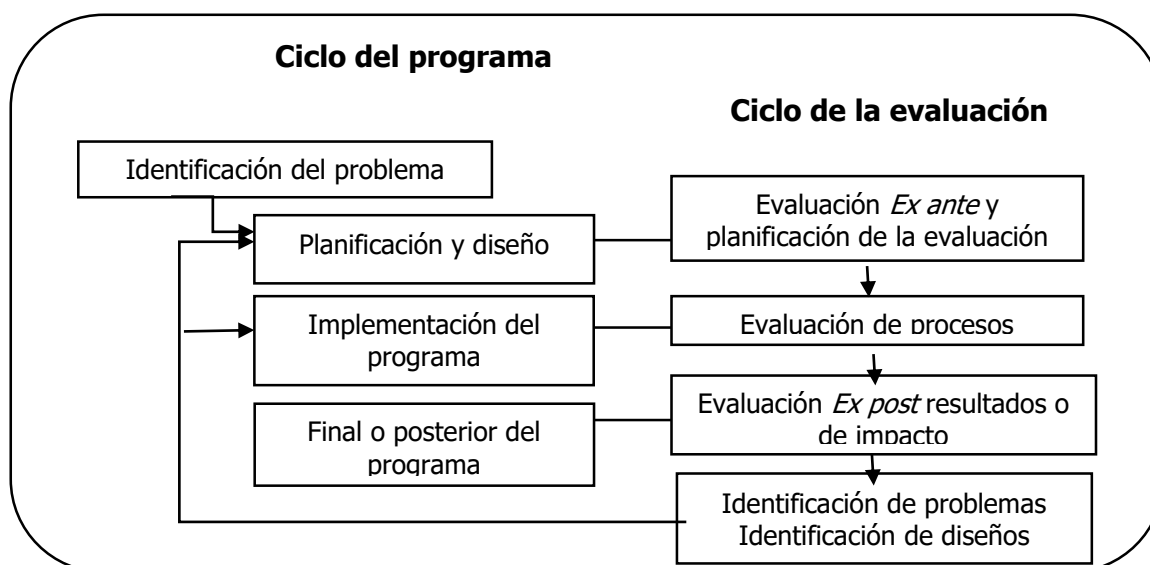 Ciclo del programa
Ciclo de la evaluación
Identificación del problema
Planificación y diseño
Evaluación Ex ante y
planificación de la evaluación
Implementación del
programa
Evaluación de procesos
Final o posterior del
programa
Evaluación Ex post resultados o
de impacto
Identificación de problemas
Identificación de diseños